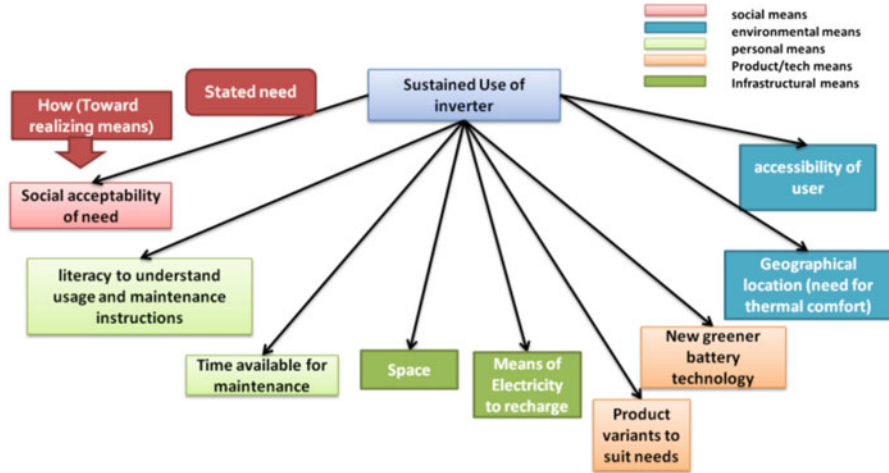 social means
environmental means
personal means
Product/tech means
Infrastructural means
Stated need
Sustained Use of
inverter
How (Toward
realizing means)
accessibility of
user
Social acceptability
of need
literacy to understand
usage and maintenance
instructions
Geographical
location (need for
thermal comfort)
Time available for
maintenance
Space
Means of
Electricity
to recharge
New greener
battery
technology
Product
variants to
suit needs